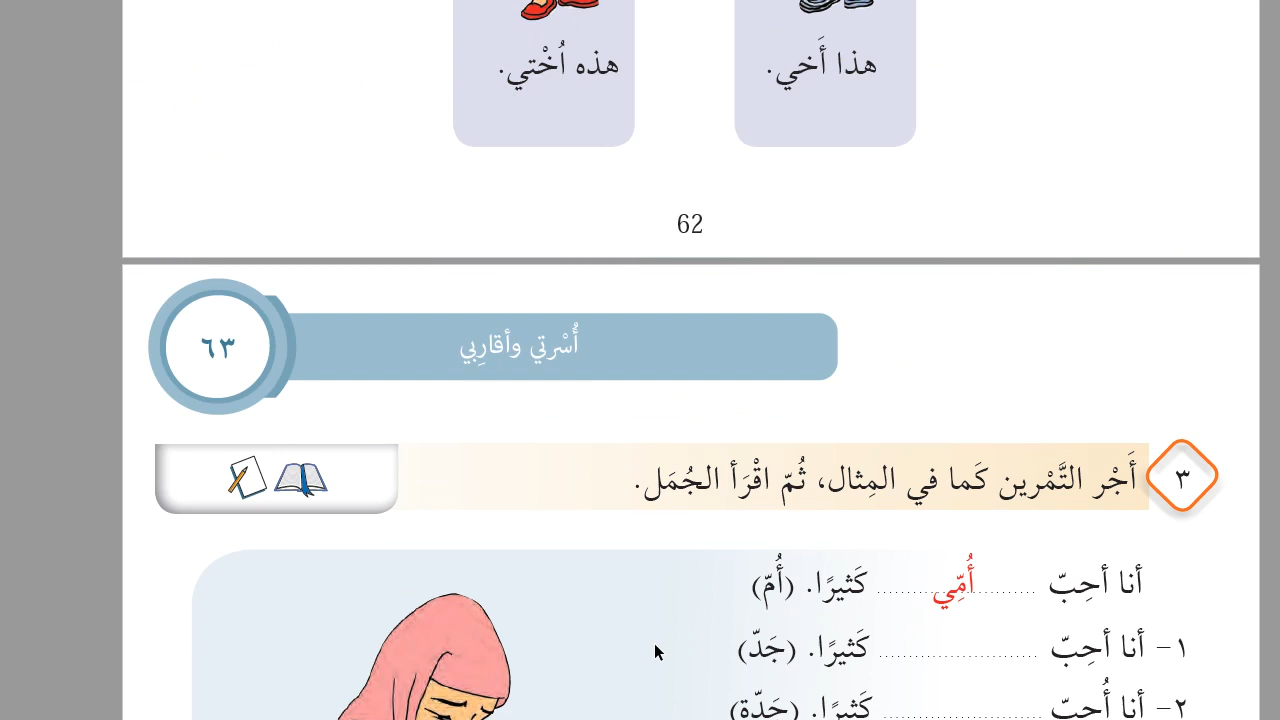 هذا أَخي.
هذه اُخْتي.
62
أُسْرتي وأقارِبي
٦٣
٣ أَجْر التَّمْرين كَما في المِثال، ثُمّ اقْرَأ الجُمَل.
أنا أحِبّ ........أُمِّي........ كَثيرًا. (أُمّ)
١- أنا أحِبّ ........................ كَثيرًا. (جَدّ)
٢- أنا أُحِبّ ........................ كَثيرًا. (جَدّة)